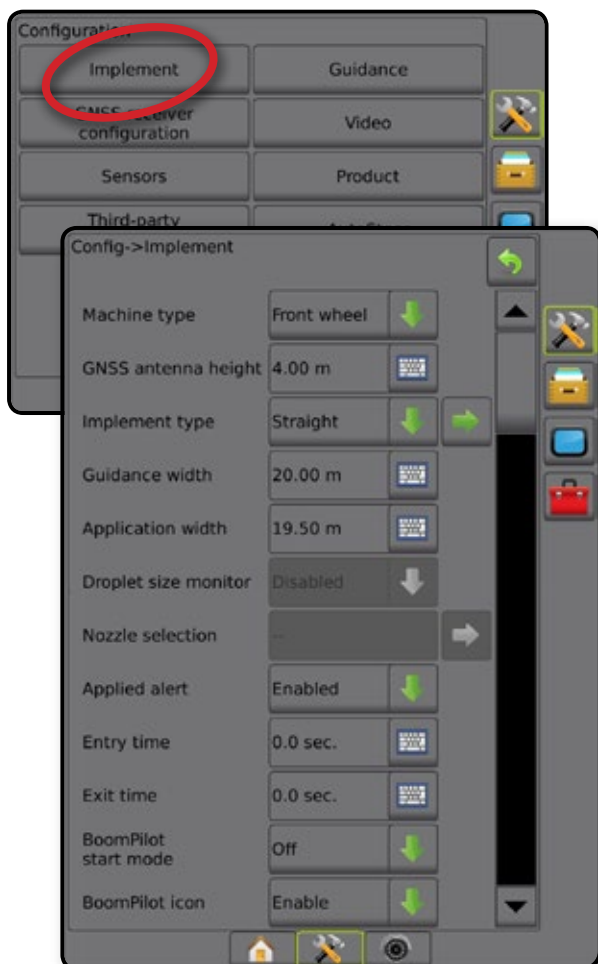 Configuration
Implement
Guidance
GNSS receiver
configuration
Video
Sensors
Product
Third-party
Config->Implement
Machine type
Front wheel
GNSS antenna height
4.00 m
Implement type
Straight
Guidance width
20.00 m
Application width
19.50 m
Droplet size monitor
Disabled
Nozzle selection
--
Applied alert
Enabled
Entry time
0.0 sec.
Exit time
0.0 sec.
BoomPilot
start mode
Off
BoomPilot icon
Enable